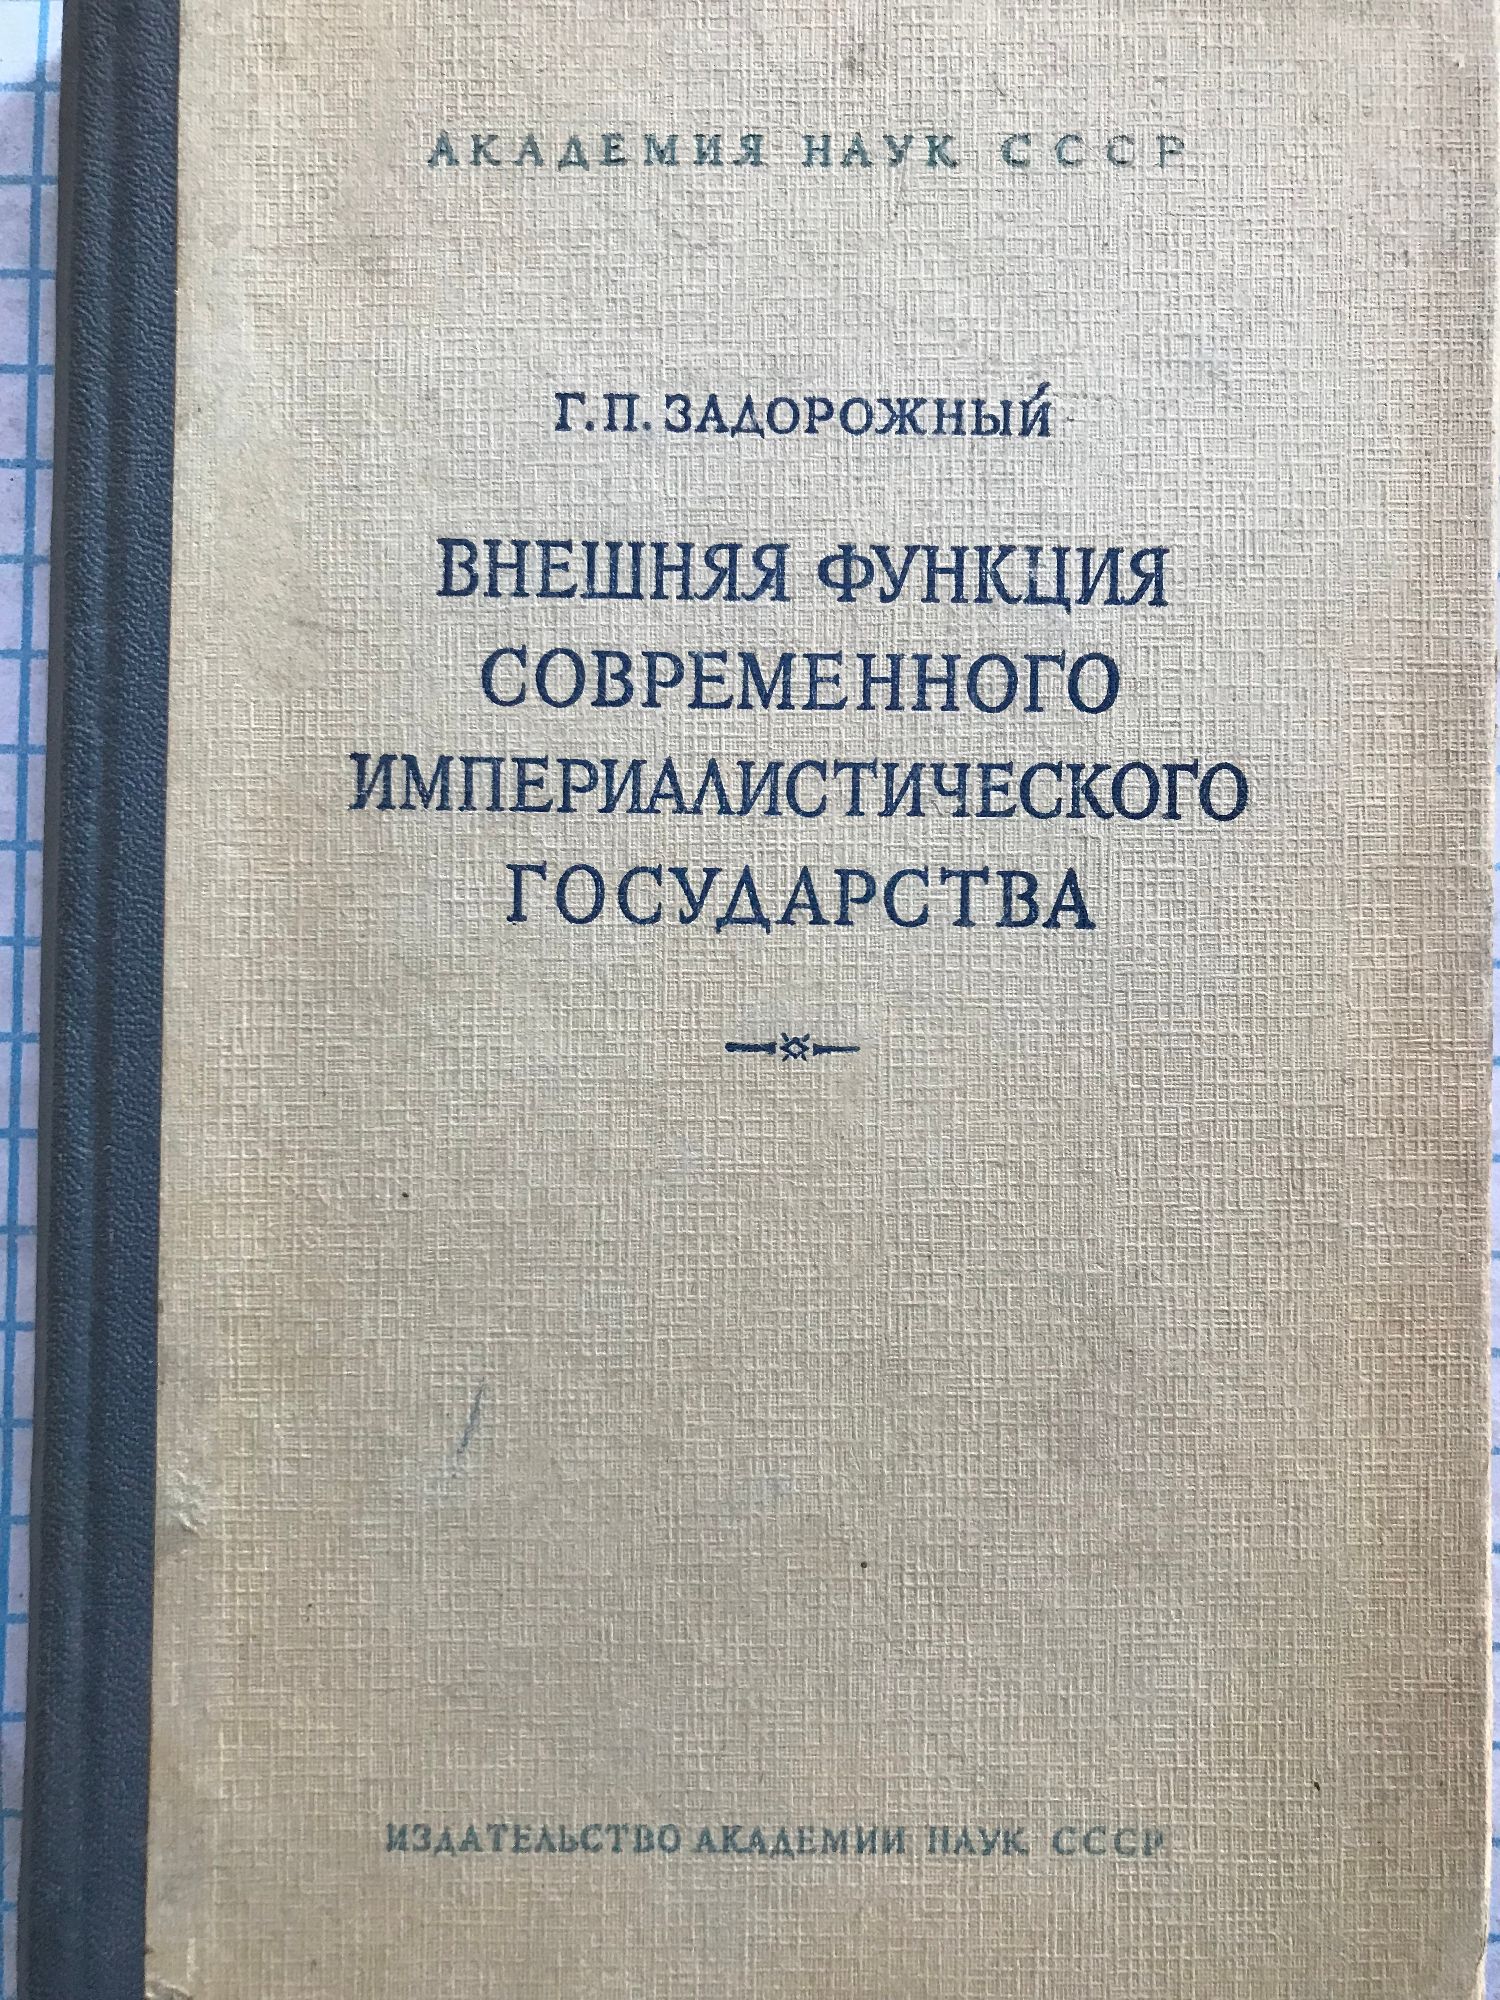 АКАДЕМИЯ НАУК СССР
Г.П. ЗАДОРОЖНЫЙ
ВНЕШНЯЯ ФУНКЦИЯ
СОВРЕМЕННОГО
ИМПЕРИАЛИСТИЧЕСКОГО
ГОСУДАРСТВА
ИЗДАТЕЛЬСТВО АКАДЕМИИ НАУК СССР